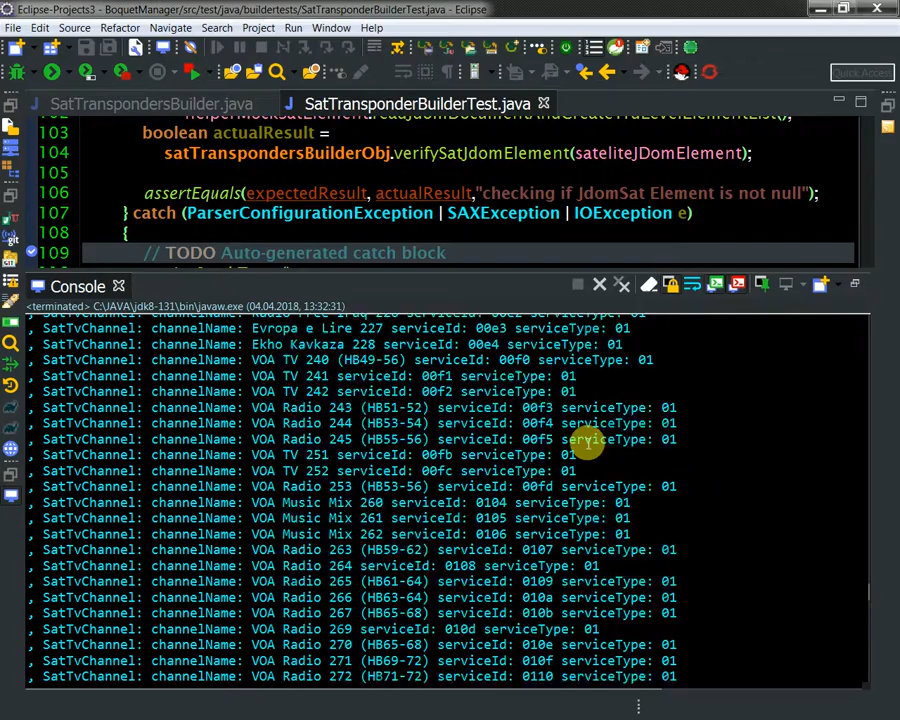 Eclipse-Projects3 - BoquetManager/src/test/java/buildertests/SatTransponderBuilderTest.java - Eclipse
File Edit Source Refactor Navigate Search Project Run Window Help
Quick Access
SatTranspondersBuilder.java
SatTransponderBuilderTest.java
103 boolean actualResult =
104 satTranspondersBuilderObj.verifySatJdomElement(sateliteJDomElement);
105
106 assertEquals(expectedResult, actualResult,"checking if JdomSat Element is not null");
107 } catch (ParserConfigurationException | SAXException | IOException e)
108 {
109 // TODO Auto-generated catch block
Console
<terminated> C:\JAVA\jdk8-131\bin\javaw.exe (04.04.2018, 13:32:31)
, SatTvChannel: channelName: Evropa e Lire 227 serviceId: 00e3 serviceType: 01
, SatTvChannel: channelName: Ekho Kavkaza 228 serviceId: 00e4 serviceType: 01
, SatTvChannel: channelName: VOA TV 240 (HB49-56) serviceId: 00f0 serviceType: 01
, SatTvChannel: channelName: VOA TV 241 serviceId: 00f1 serviceType: 01
, SatTvChannel: channelName: VOA TV 242 serviceId: 00f2 serviceType: 01
, SatTvChannel: channelName: VOA Radio 243 (HB51-52) serviceId: 00f3 serviceType: 01
, SatTvChannel: channelName: VOA Radio 244 (HB53-54) serviceId: 00f4 serviceType: 01
, SatTvChannel: channelName: VOA Radio 245 (HB55-56) serviceId: 00f5 serviceType: 01
, SatTvChannel: channelName: VOA TV 251 serviceId: 00fb serviceType: 01
, SatTvChannel: channelName: VOA TV 252 serviceId: 00fc serviceType: 01
, SatTvChannel: channelName: VOA Radio 253 (HB53-56) serviceId: 00fd serviceType: 01
, SatTvChannel: channelName: VOA Music Mix 260 serviceId: 0104 serviceType: 01
, SatTvChannel: channelName: VOA Music Mix 261 serviceId: 0105 serviceType: 01
, SatTvChannel: channelName: VOA Music Mix 262 serviceId: 0106 serviceType: 01
, SatTvChannel: channelName: VOA Radio 263 (HB59-62) serviceId: 0107 serviceType: 01
, SatTvChannel: channelName: VOA Radio 264 serviceId: 0108 serviceType: 01
, SatTvChannel: channelName: VOA Radio 265 (HB61-64) serviceId: 0109 serviceType: 01
, SatTvChannel: channelName: VOA Radio 266 (HB63-64) serviceId: 010a serviceType: 01
, SatTvChannel: channelName: VOA Radio 267 (HB65-68) serviceId: 010b serviceType: 01
, SatTvChannel: channelName: VOA Radio 269 serviceId: 010d serviceType: 01
, SatTvChannel: channelName: VOA Radio 270 (HB65-68) serviceId: 010e serviceType: 01
, SatTvChannel: channelName: VOA Radio 271 (HB69-72) serviceId: 010f serviceType: 01
, SatTvChannel: channelName: VOA Radio 272 (HB71-72) serviceId: 0110 serviceType: 01